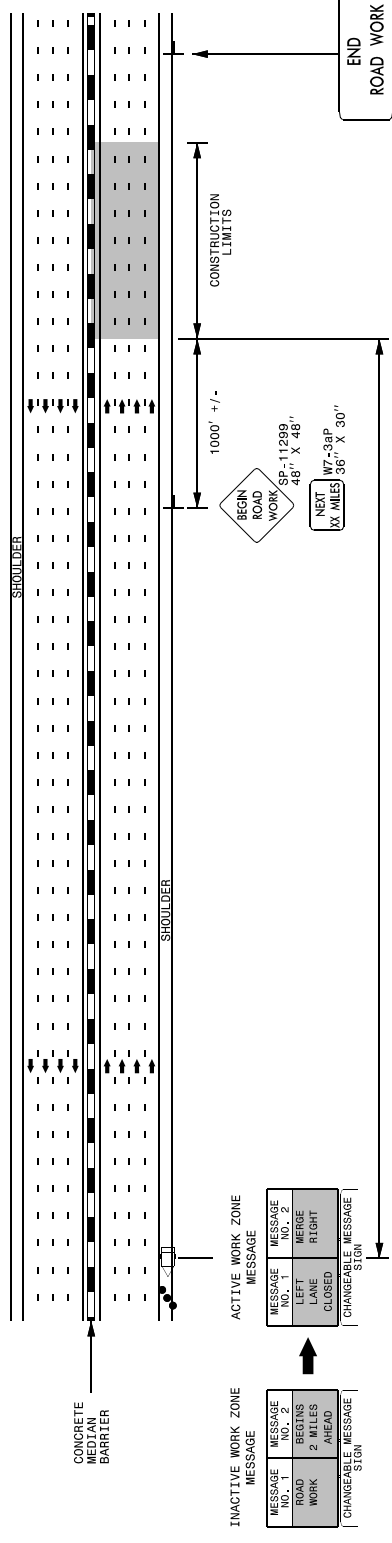 SHOULDER
SHOULDER
CONCRETE
MEDIAN
BARRIER
CONSTRUCTION
LIMITS
1000' +/-
END
ROAD WORK
BEGIN
ROAD
WORK
SP-11299
48'' X 48''
NEXT
XX MILES
W7-3aP
36'' X 30''
INACTIVE WORK ZONE
MESSAGE
MESSAGE
NO. 1
MESSAGE
NO. 2
ROAD
WORK
BEGINS
2 MILES
AHEAD
CHANGEABLE MESSAGE
SIGN
ACTIVE WORK ZONE
MESSAGE
MESSAGE
NO. 1
MESSAGE
NO. 2
LEFT
LANE
CLOSED
MERGE
RIGHT
CHANGEABLE MESSAGE
SIGN